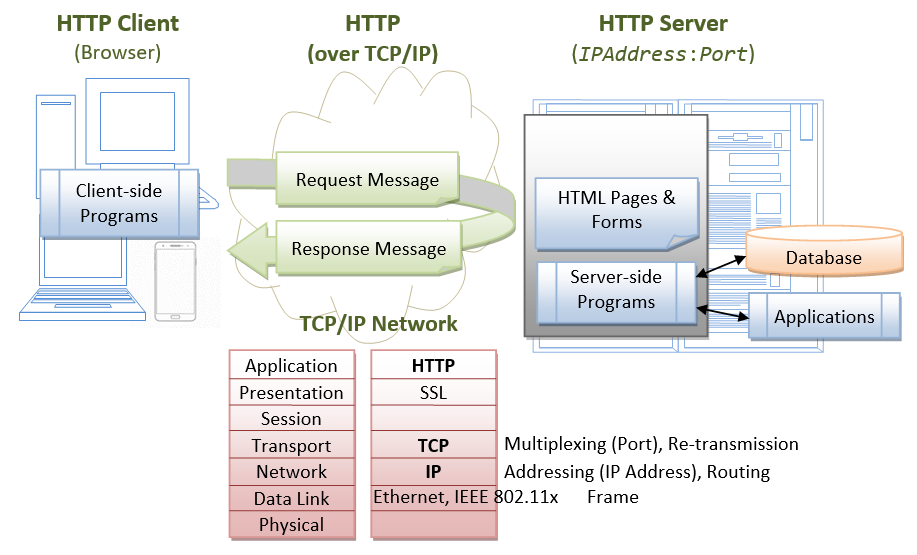 HTTP Client
(Browser)
HTTP
(over TCP/IP)
HTTP Server
(IPAddress:Port)
Client-side
Programs
Request Message
Response Message
HTML Pages &
Forms
Server-side
Programs
Database
Applications
TCP/IP Network
Application HTTP
Presentation SSL
Session
Transport TCP Multiplexing (Port), Re-transmission
Network IP Addressing (IP Address), Routing
Data Link Ethernet, IEEE 802.11x Frame
Physical